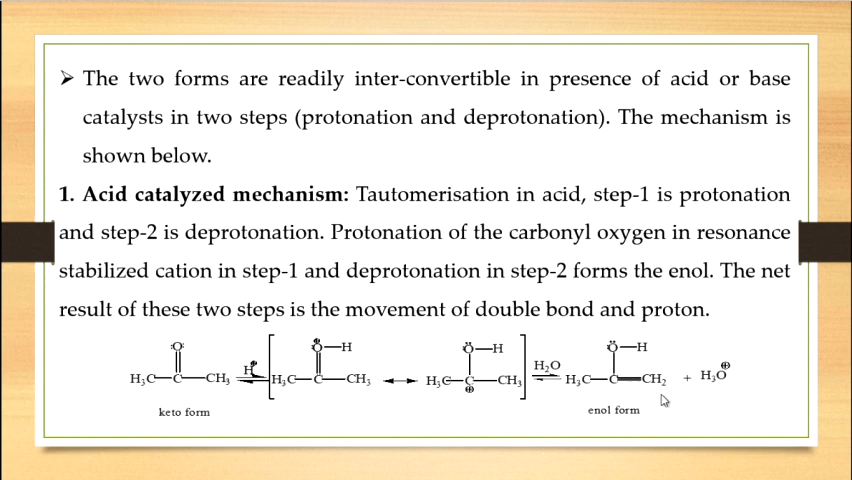 ➢ The two forms are readily inter-convertible in presence of acid or base
catalysts in two steps (protonation and deprotonation). The mechanism is
shown below.
1. Acid catalyzed mechanism: Tautomerisation in acid, step-1 is protonation
and step-2 is deprotonation. Protonation of the carbonyl oxygen in resonance
stabilized cation in step-1 and deprotonation in step-2 forms the enol. The net
result of these two steps is the movement of double bond and proton.
:O: ⊕O—H Ö—H Ö—H
H₃C—C—CH₃ H⊕ H₃C—C—CH₃ ↔ H₃C—C⊕—CH₃ H₂O H₃C—C═CH₂ + H₃O⊕
keto form enol form